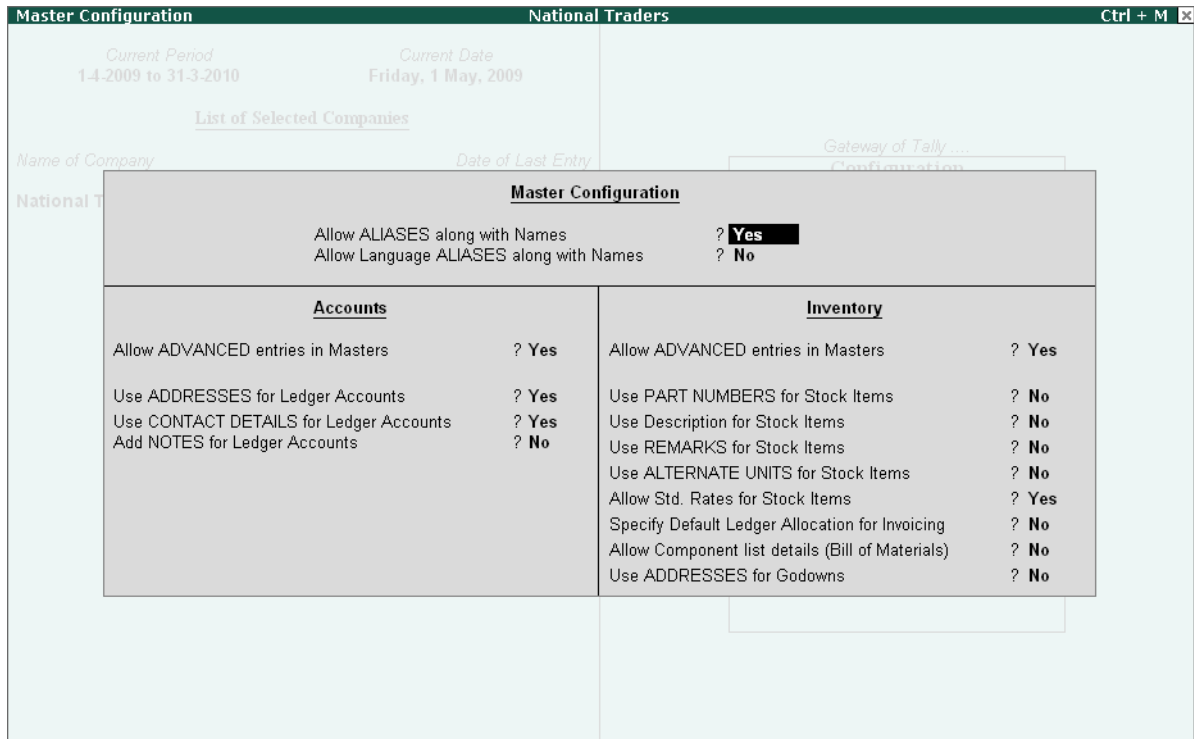 Master Configuration National Traders Ctrl + M
Current Period Current Date
1-4-2009 to 31-3-2010 Friday, 1 May, 2009
List of Selected Companies
Name of Company Date of Last Entry Gateway of Tally ....
Configuration
National T
Master Configuration
Allow ALIASES along with Names ? Yes
Allow Language ALIASES along with Names ? No
Accounts
Allow ADVANCED entries in Masters ? Yes
Use ADDRESSES for Ledger Accounts ? Yes
Use CONTACT DETAILS for Ledger Accounts ? Yes
Add NOTES for Ledger Accounts ? No
Inventory
Allow ADVANCED entries in Masters ? Yes
Use PART NUMBERS for Stock Items ? No
Use Description for Stock Items ? No
Use REMARKS for Stock Items ? No
Use ALTERNATE UNITS for Stock Items ? No
Allow Std. Rates for Stock Items ? Yes
Specify Default Ledger Allocation for Invoicing ? No
Allow Component list details (Bill of Materials) ? No
Use ADDRESSES for Godowns ? No